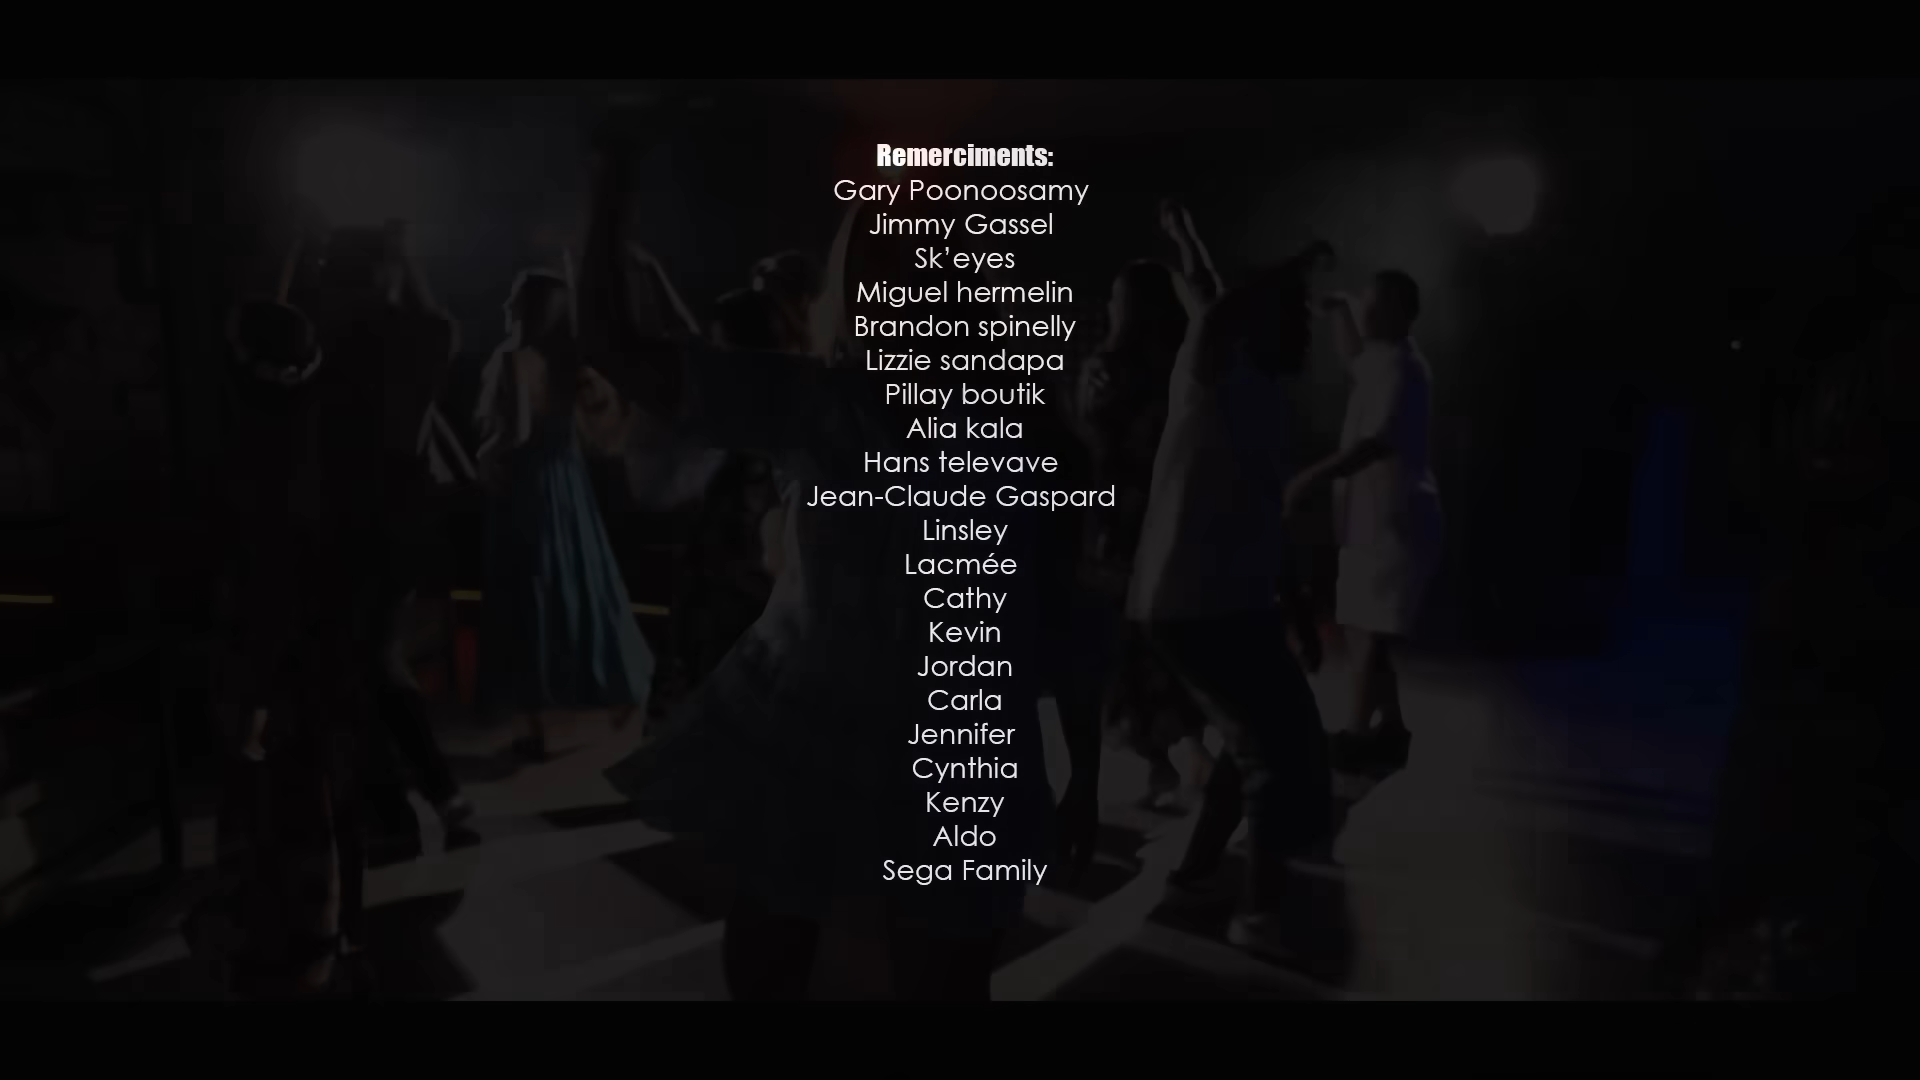 Remerciments:
Gary Poonoosamy
Jimmy Gassel
Sk’eyes
Miguel hermelin
Brandon spinelly
Lizzie sandapa
Pillay boutik
Alia kala
Hans televave
Jean-Claude Gaspard
Linsley
Lacmée
Cathy
Kevin
Jordan
Carla
Jennifer
Cynthia
Kenzy
Aldo
Sega Family